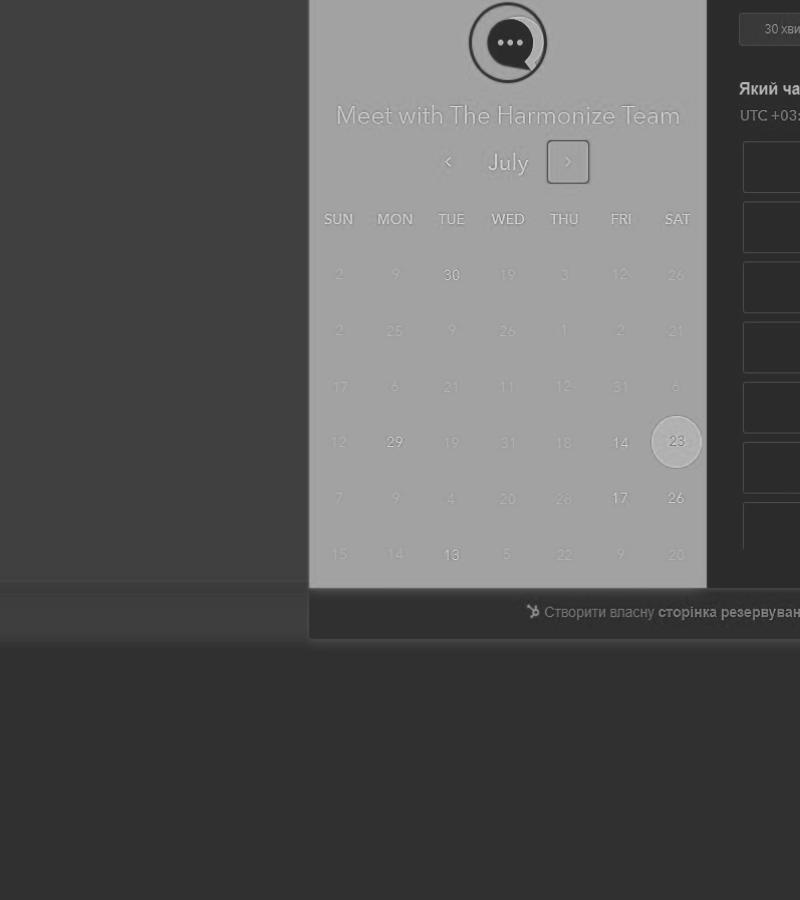 30 хви
Meet with The Harmonize Team
July
Який ча
UTC +03:
SUN MON TUE WED THU FRI SAT
2 9 30 19 3 12 26
2 25 9 26 1 2 21
17 6 21 11 12 31 6
12 29 19 31 18 14 23
7 9 4 20 28 17 26
15 14 13 5 22 9 20
Створити власну сторінка резервуван